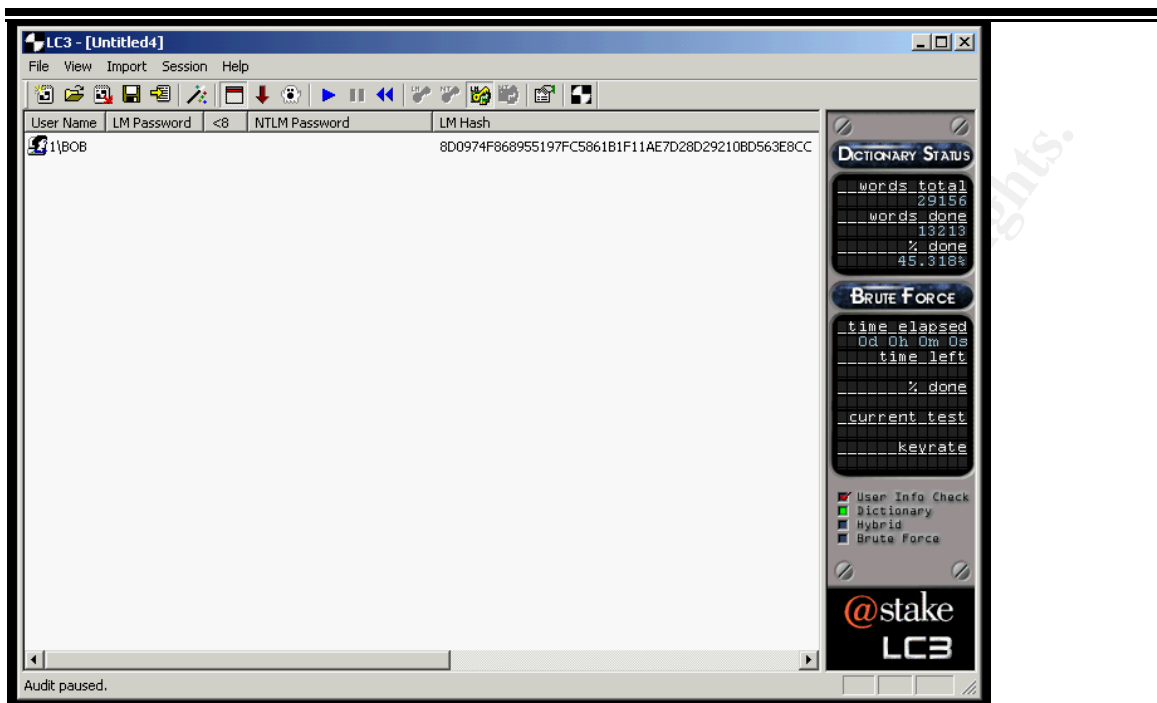 LC3 - [Untitled4]
File View Import Session Help
User Name LM Password <8 NTLM Password LM Hash
1\BOB 8D0974F868955197FC5861B1F11AE7D28D29210BD563E8CC
DICTIONARY STATUS
words total
29156
words done
13213
% done
45.318%
BRUTE FORCE
time elapsed
0d 0h 0m 0s
time left
% done
current test
keyrate
User Info Check
Dictionary
Hybrid
Brute Force
@stake
LC3
Audit paused.